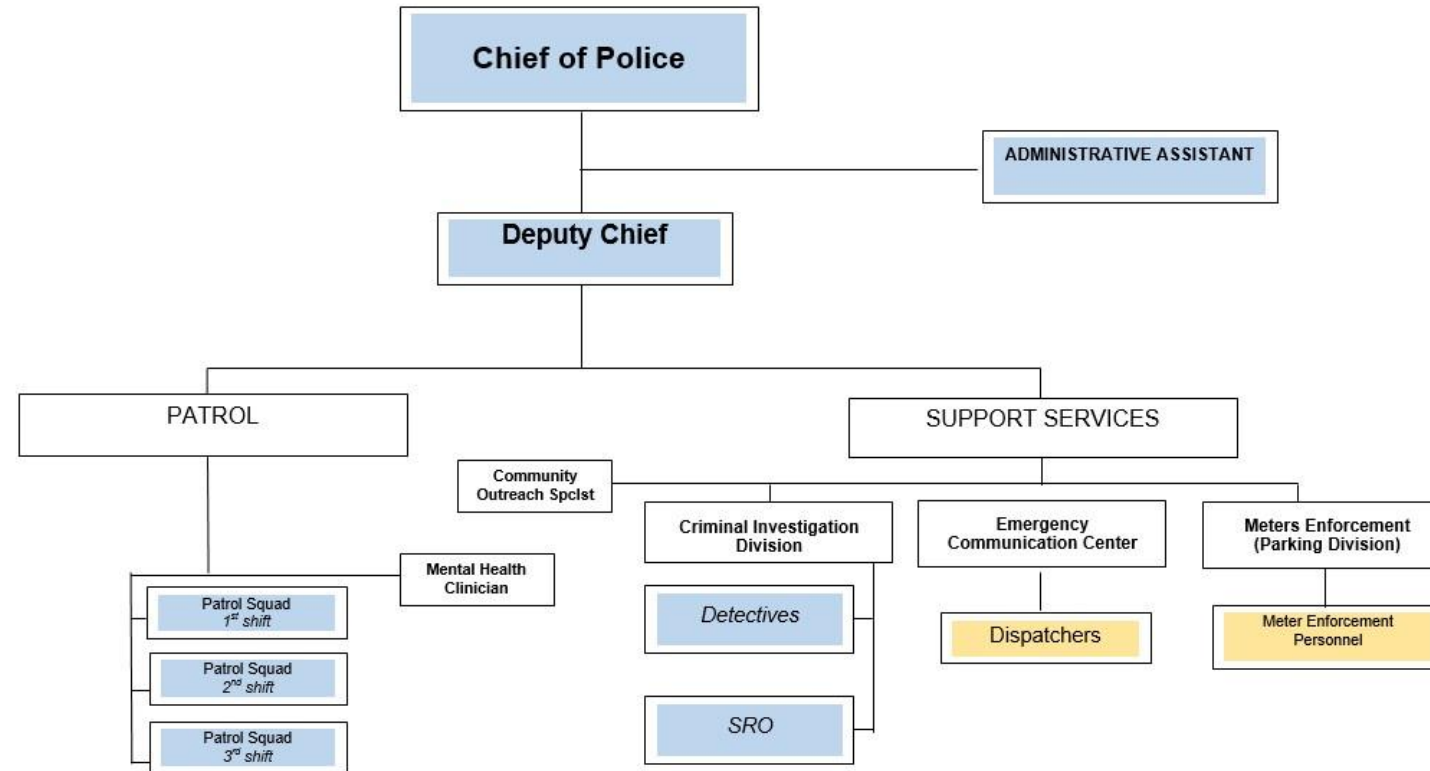 Chief of Police
ADMINISTRATIVE ASSISTANT
Deputy Chief
PATROL
SUPPORT SERVICES
Community
Outreach Spclst
Criminal Investigation
Division
Emergency
Communication Center
Meters Enforcement
(Parking Division)
Mental Health
Clinician
Patrol Squad
1st shift
Patrol Squad
2nd shift
Patrol Squad
3rd shift
Detectives
SRO
Dispatchers
Meter Enforcement
Personnel